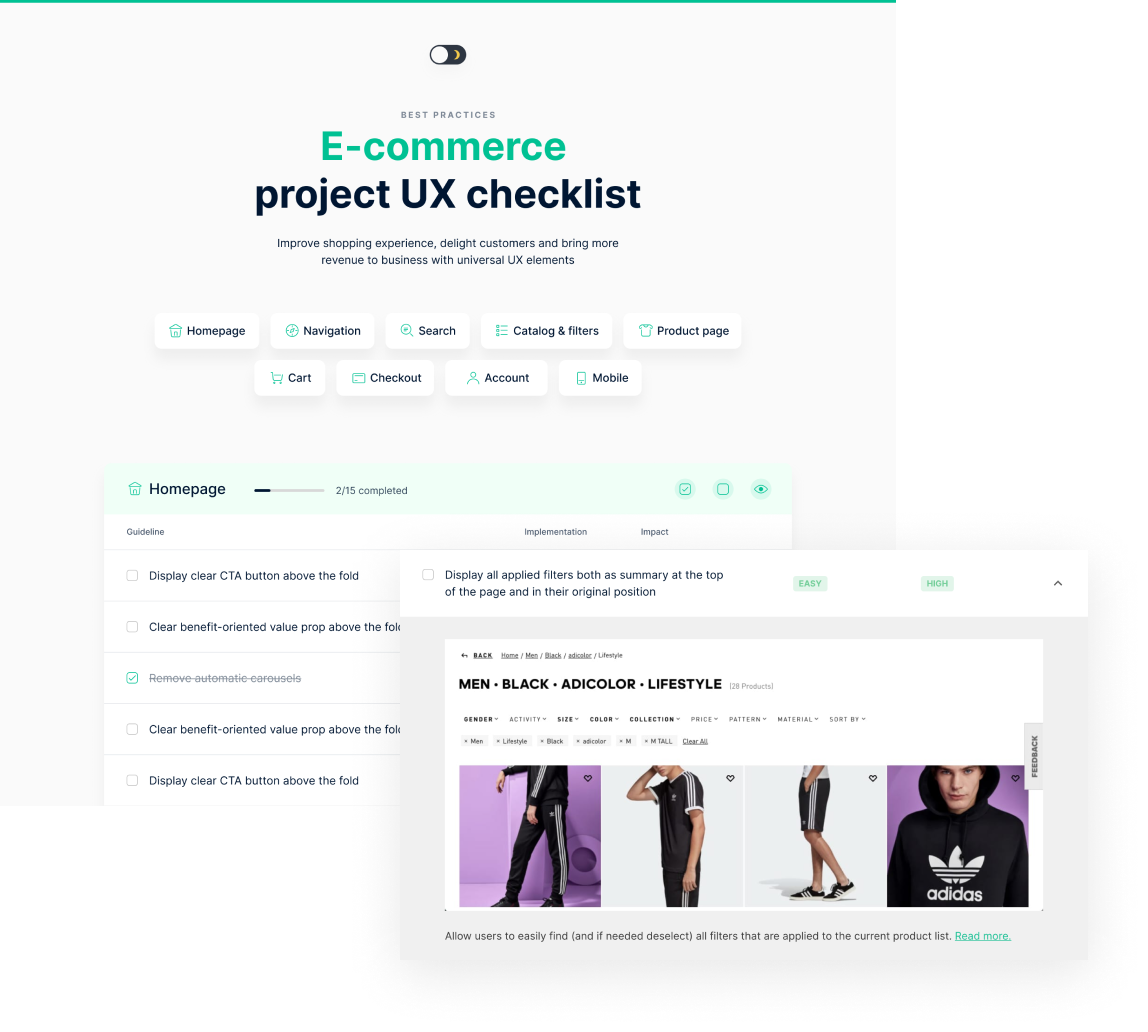 BEST PRACTICES
E-commerce
project UX checklist
Improve shopping experience, delight customers and bring more
revenue to business with universal UX elements
Homepage Navigation Search Catalog & filters Product page
Cart Checkout Account Mobile
Homepage 2/15 completed
Guideline Implementation Impact
Display clear CTA button above the fold
Clear benefit-oriented value prop above the fold
Remove automatic carousels
Clear benefit-oriented value prop above the fold
Display clear CTA button above the fold
Display all applied filters both as summary at the top
of the page and in their original position
EASY HIGH
BACK Home / Men / Black / adicolor / Lifestyle
MEN • BLACK • ADICOLOR • LIFESTYLE [28 Products]
GENDER ACTIVITY SIZE COLOR COLLECTION PRICE PATTERN MATERIAL SORT BY
× Men × Lifestyle × Black × adicolor × M × M TALL Clear All
FEEDBACK
adidas
Allow users to easily find (and if needed deselect) all filters that are applied to the current product list. Read more.